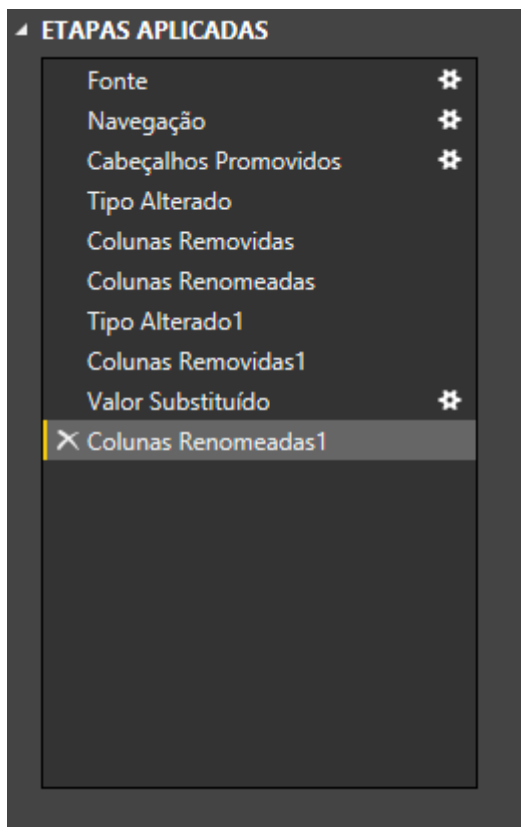 ETAPAS APLICADAS
Fonte
Navegação
Cabeçalhos Promovidos
Tipo Alterado
Colunas Removidas
Colunas Renomeadas
Tipo Alterado1
Colunas Removidas1
Valor Substituído
Colunas Renomeadas1